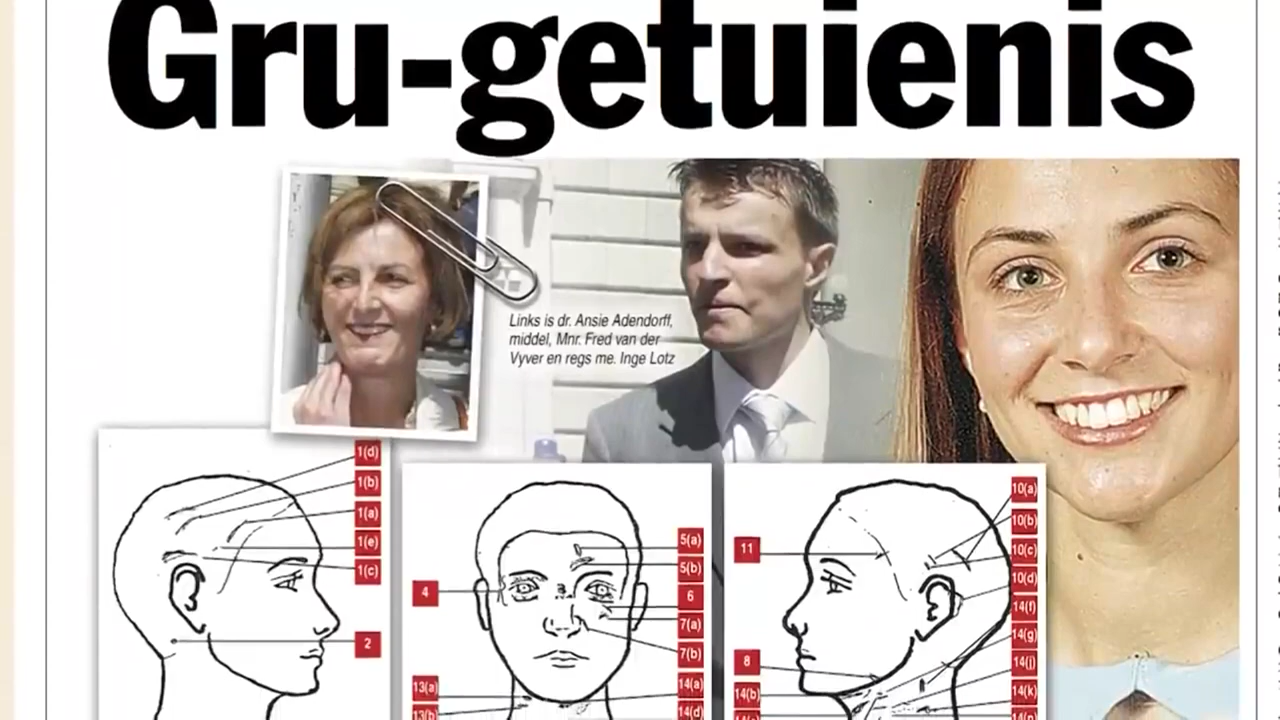 Gru-getuienis
Links is dr. Ansie Adendorff,
middel, Mnr. Fred van der
Vyver en regs me. Inge Lotz
1(d)
1(b)
1(a)
1(e)
1(c)
2
4
5(a)
5(b)
6
7(a)
7(b)
13(a)
13(b)
14(a)
14(d)
11
8
14(b)
10(a)
10(b)
10(c)
10(d)
14(f)
14(g)
14(j)
14(k)